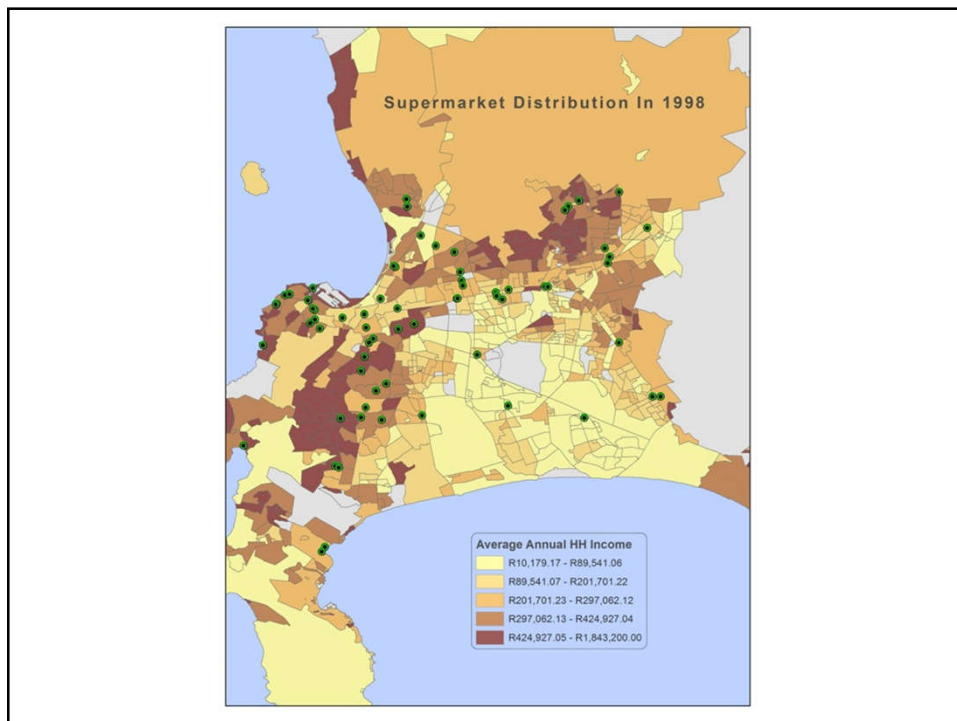 Supermarket Distribution In 1998
Average Annual HH Income
R10,179.17 - R89,541.06
R89,541.07 - R201,701.22
R201,701.23 - R297,062.12
R297,062.13 - R424,927.04
R424,927.05 - R1,843,200.00